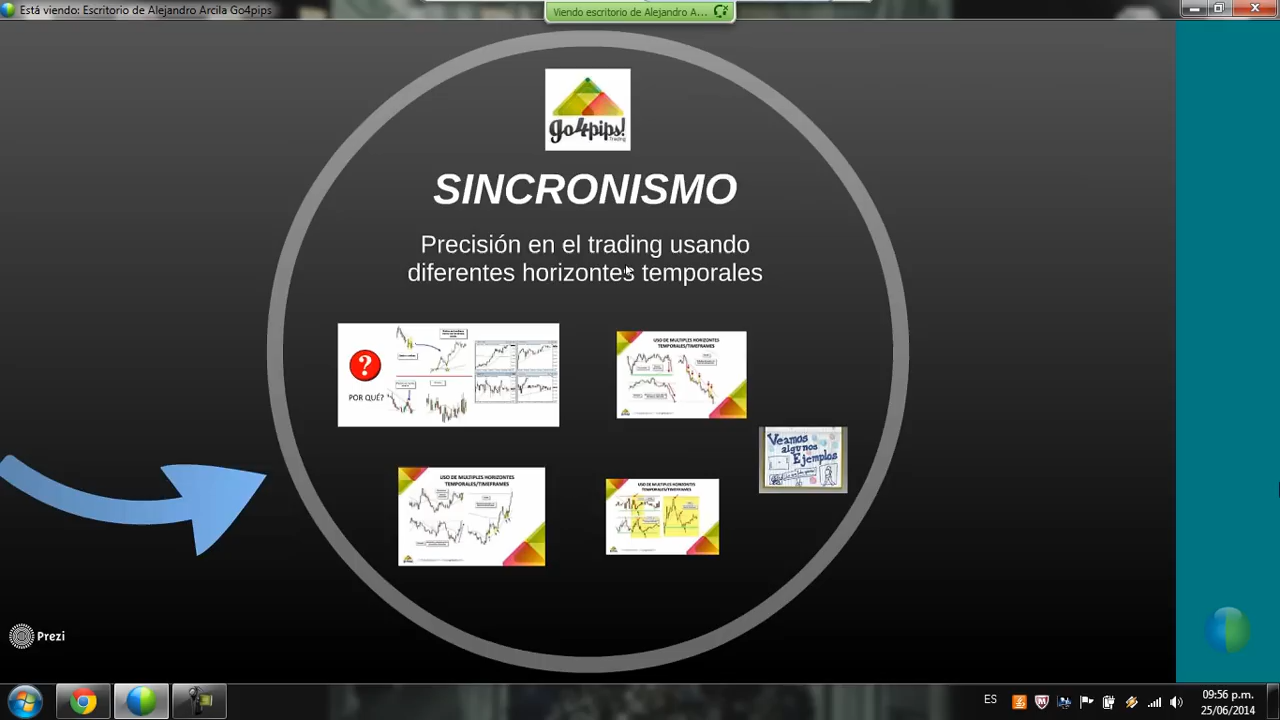 Está viendo: Escritorio de Alejandro Arcila Go4pips
Viendo escritorio de Alejandro A...
go4pips!
Trading
SINCRONISMO
Precisión en el trading usando
diferentes horizontes temporales
?
POR QUÉ?
USO DE MULTIPLES HORIZONTES
TEMPORALES/TIMEFRAMES
Veamos
algunos
Ejemplos
USO DE MULTIPLES HORIZONTES
TEMPORALES/TIMEFRAMES
USO DE MULTIPLES HORIZONTES
TEMPORALES/TIMEFRAMES
Prezi
ES
09:56 p.m.
25/06/2014